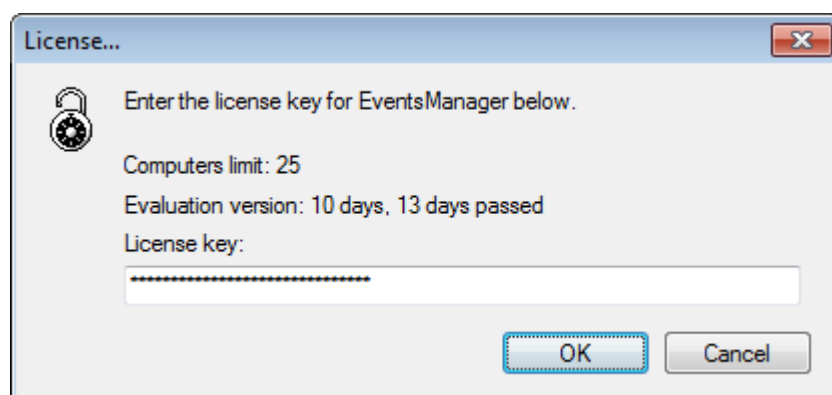 License...
Enter the license key for EventsManager below.
Computers limit: 25
Evaluation version: 10 days, 13 days passed
License key:
******************************
OK Cancel